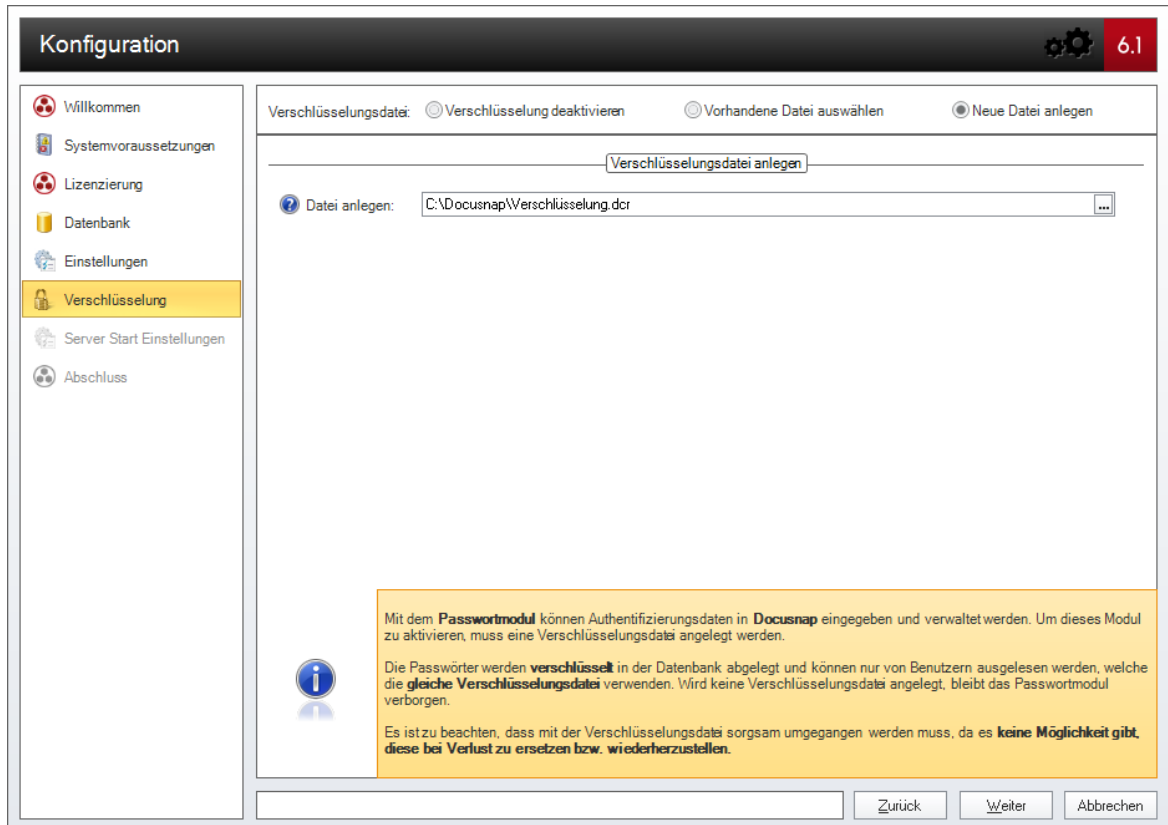 Konfiguration
6.1
Willkommen
Systemvoraussetzungen
Lizenzierung
Datenbank
Einstellungen
Verschlüsselung
Server Start Einstellungen
Abschluss
Verschlüsselungsdatei: Verschlüsselung deaktivieren Vorhandene Datei auswählen Neue Datei anlegen
Verschlüsselungsdatei anlegen
Datei anlegen: C:\Docusnap\Verschlüsselung.dcr ...
Mit dem Passwortmodul können Authentifizierungsdaten in Docusnap eingegeben und verwaltet werden. Um dieses Modul
zu aktivieren, muss eine Verschlüsselungsdatei angelegt werden.
Die Passwörter werden verschlüsselt in der Datenbank abgelegt und können nur von Benutzern ausgelesen werden, welche
die gleiche Verschlüsselungsdatei verwenden. Wird keine Verschlüsselungsdatei angelegt, bleibt das Passwortmodul
verborgen.
Es ist zu beachten, dass mit der Verschlüsselungsdatei sorgsam umgegangen werden muss, da es keine Möglichkeit gibt,
diese bei Verlust zu ersetzen bzw. wiederherzustellen.
Zurück Weiter Abbrechen